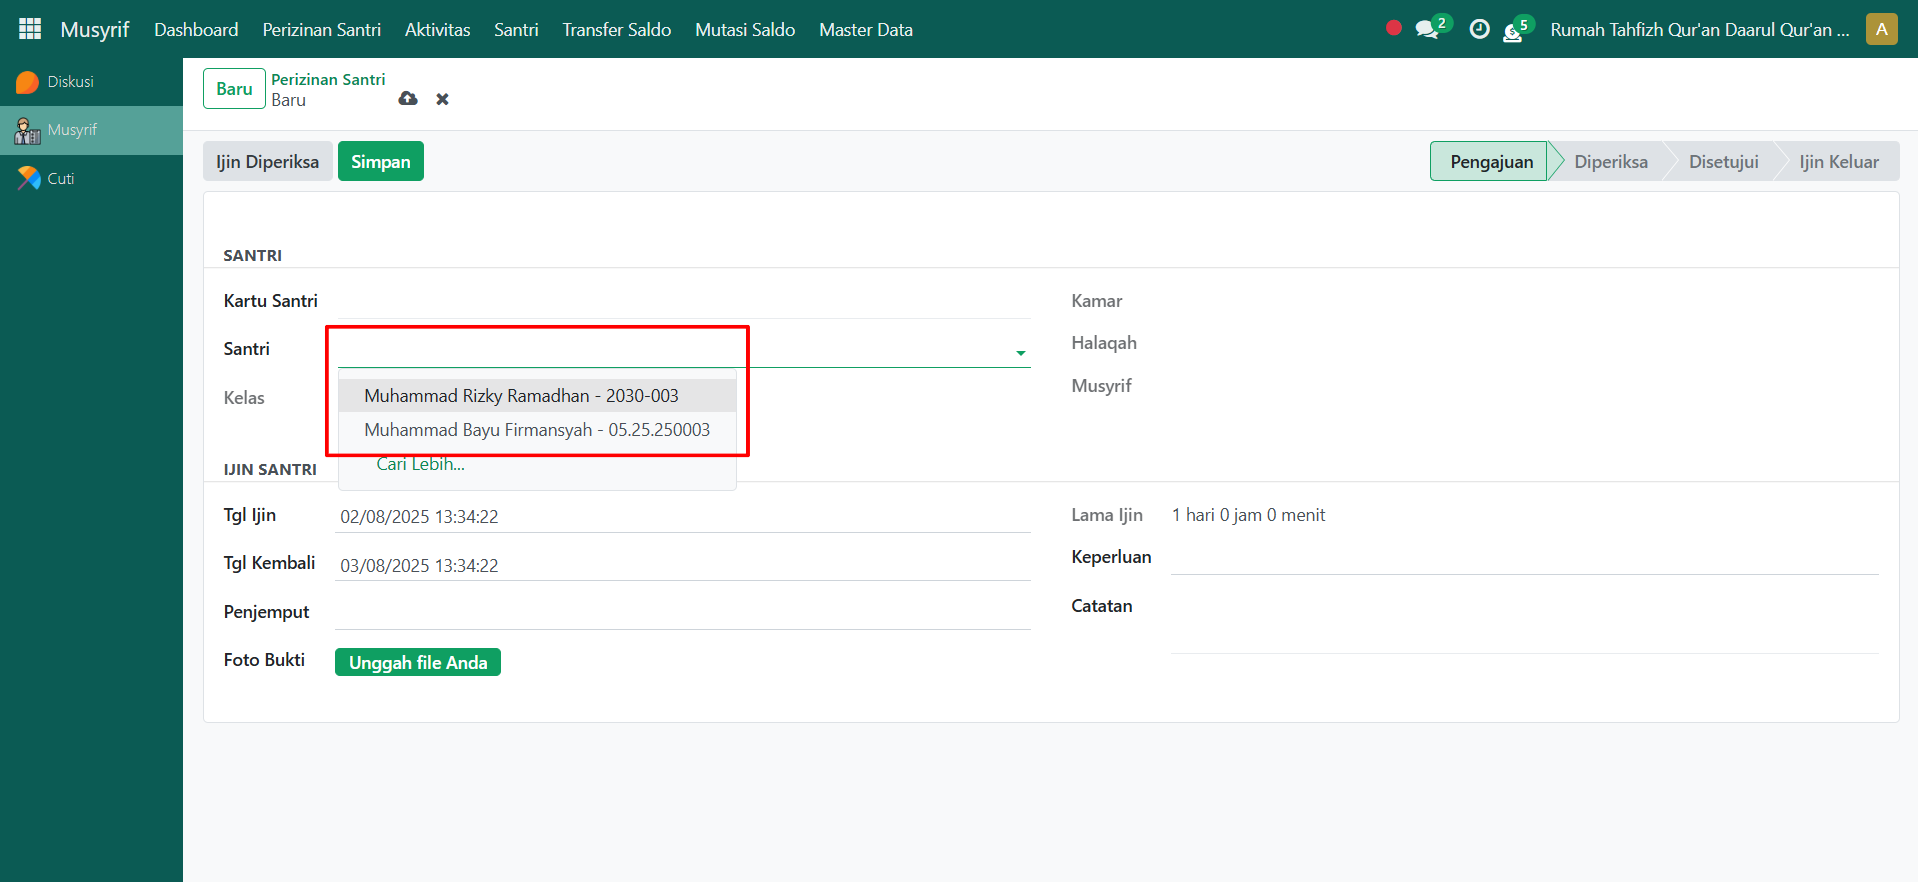 Musyrif Dashboard Perizinan Santri Aktivitas Santri Transfer Saldo Mutasi Saldo Master Data 2 5 Rumah Tahfizh Qur'an Daarul Qur'an ... A
Diskusi
Musyrif
Cuti
Baru
Perizinan Santri
Baru
Ijin Diperiksa Simpan
Pengajuan Diperiksa Disetujui Ijin Keluar
SANTRI
Kartu Santri
Santri
Muhammad Rizky Ramadhan - 2030-003
Muhammad Bayu Firmansyah - 05.25.250003
Cari Lebih...
Kelas
Kamar
Halaqah
Musyrif
IJIN SANTRI
Tgl Ijin 02/08/2025 13:34:22
Tgl Kembali 03/08/2025 13:34:22
Penjemput
Foto Bukti Unggah file Anda
Lama Ijin 1 hari 0 jam 0 menit
Keperluan
Catatan